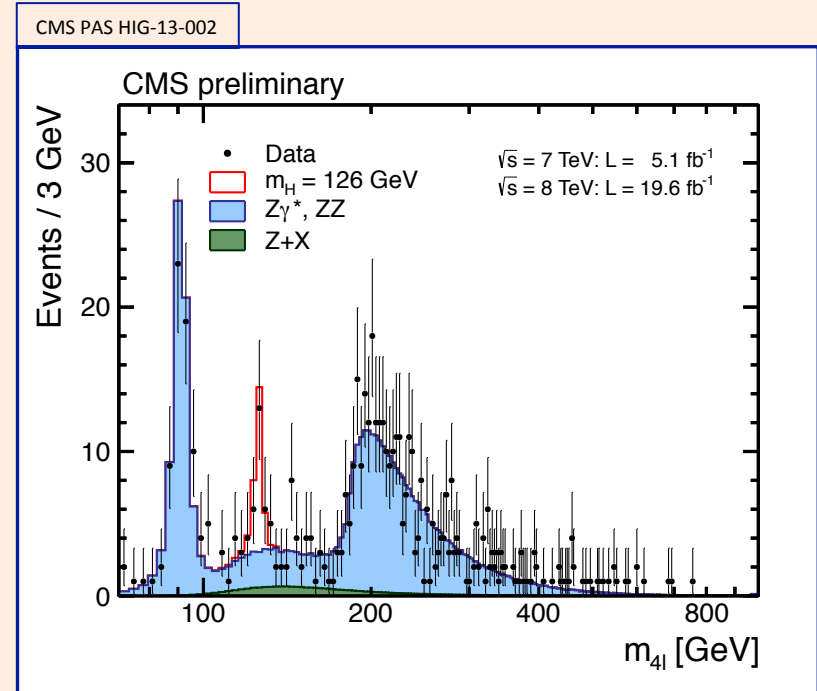 CMS PAS HIG-13-002
CMS preliminary
Events / 3 GeV
30
20
10
0
Data
m_H = 126 GeV
Zγ*, ZZ
Z+X
√s = 7 TeV: L = 5.1 fb⁻¹
√s = 8 TeV: L = 19.6 fb⁻¹
100 200 400 800
m_4l [GeV]